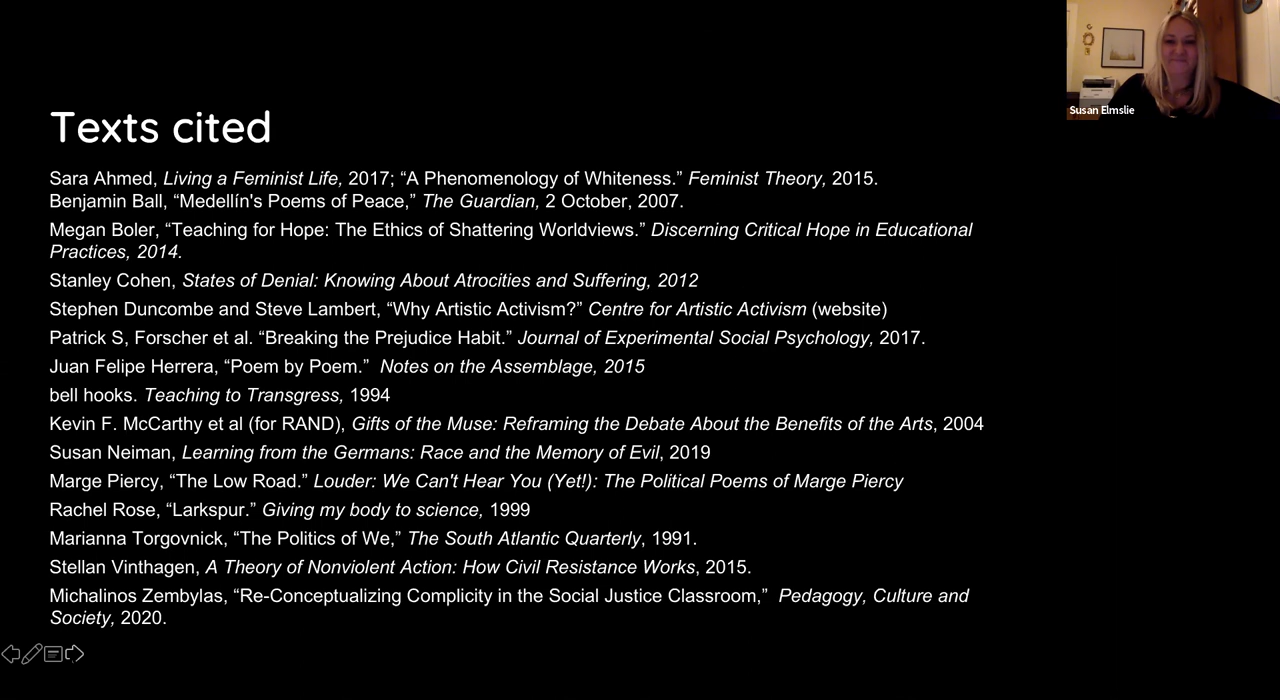 Susan Elmslie
Texts cited
Sara Ahmed, Living a Feminist Life, 2017; “A Phenomenology of Whiteness.” Feminist Theory, 2015.
Benjamin Ball, “Medellín's Poems of Peace,” The Guardian, 2 October, 2007.
Megan Boler, “Teaching for Hope: The Ethics of Shattering Worldviews.” Discerning Critical Hope in Educational
Practices, 2014.
Stanley Cohen, States of Denial: Knowing About Atrocities and Suffering, 2012
Stephen Duncombe and Steve Lambert, “Why Artistic Activism?” Centre for Artistic Activism (website)
Patrick S, Forscher et al. “Breaking the Prejudice Habit.” Journal of Experimental Social Psychology, 2017.
Juan Felipe Herrera, “Poem by Poem.”  Notes on the Assemblage, 2015
bell hooks. Teaching to Transgress, 1994
Kevin F. McCarthy et al (for RAND), Gifts of the Muse: Reframing the Debate About the Benefits of the Arts, 2004
Susan Neiman, Learning from the Germans: Race and the Memory of Evil, 2019
Marge Piercy, “The Low Road.” Louder: We Can't Hear You (Yet!): The Political Poems of Marge Piercy
Rachel Rose, “Larkspur.” Giving my body to science, 1999
Marianna Torgovnick, “The Politics of We,” The South Atlantic Quarterly, 1991.
Stellan Vinthagen, A Theory of Nonviolent Action: How Civil Resistance Works, 2015.
Michalinos Zembylas, “Re-Conceptualizing Complicity in the Social Justice Classroom,”  Pedagogy, Culture and
Society, 2020.